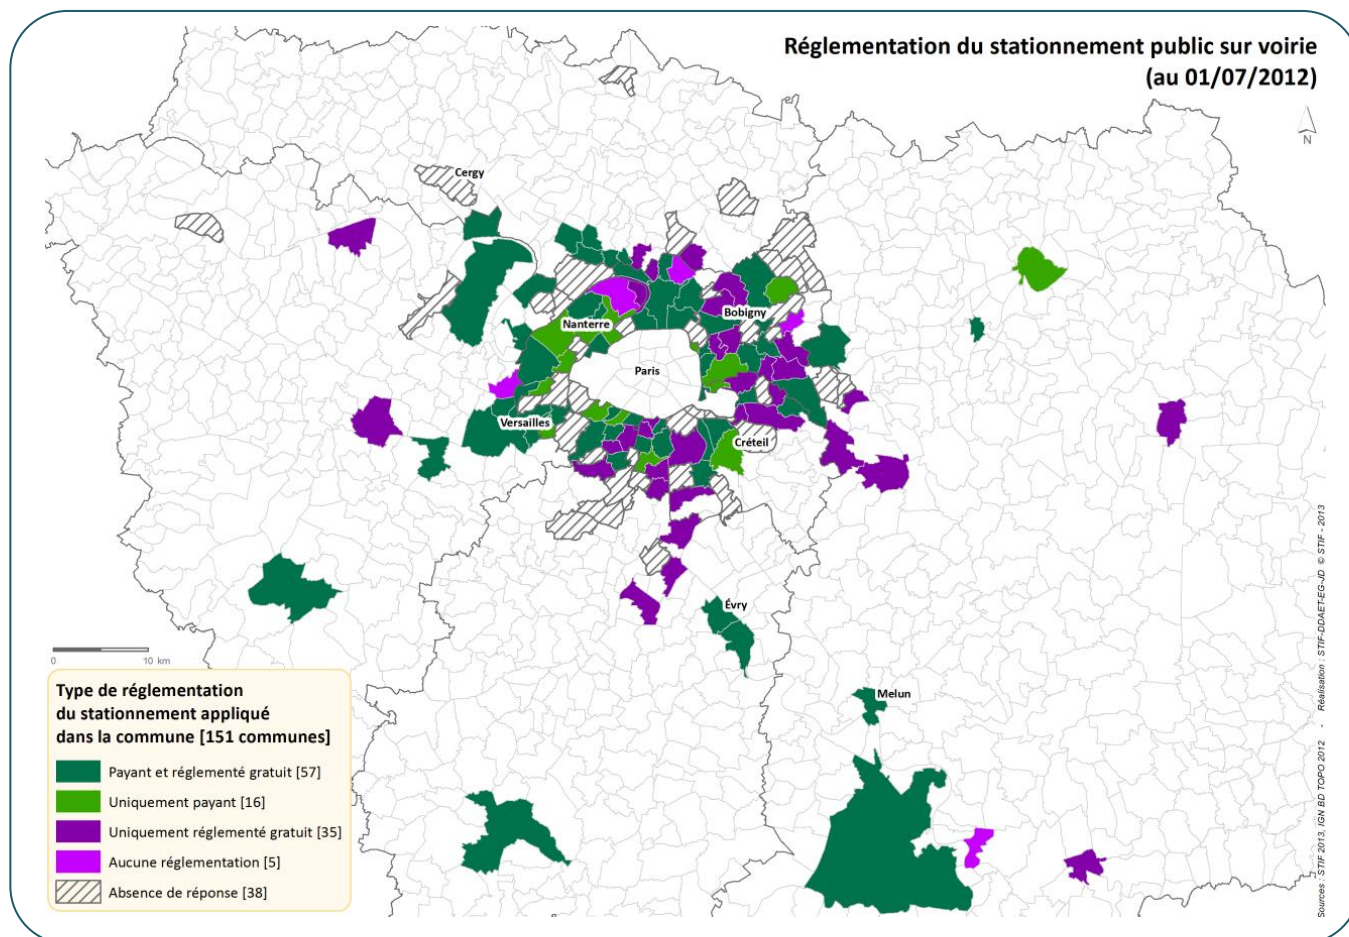 Réglementation du stationnement public sur voirie
(au 01/07/2012)
N
Cergy
Nanterre
Bobigny
Paris
Versailles
Créteil
Évry
Melun
0 10 km
Type de réglementation
du stationnement appliqué
dans la commune [151 communes]
Payant et réglementé gratuit [57]
Uniquement payant [16]
Uniquement réglementé gratuit [35]
Aucune réglementation [5]
Absence de réponse [38]
Sources : STIF 2013, IGN BD TOPO 2012 - Réalisation : STIF-DDAET-EG-JD © STIF - 2013